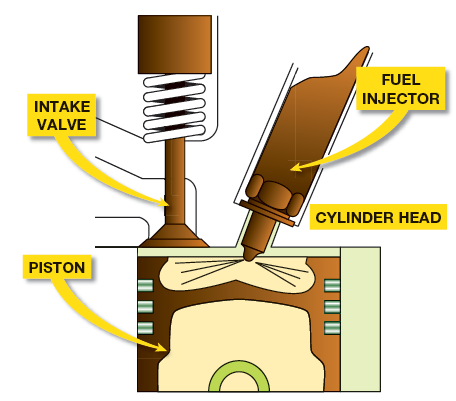 FUEL
INJECTOR
INTAKE
VALVE
CYLINDER HEAD
PISTON